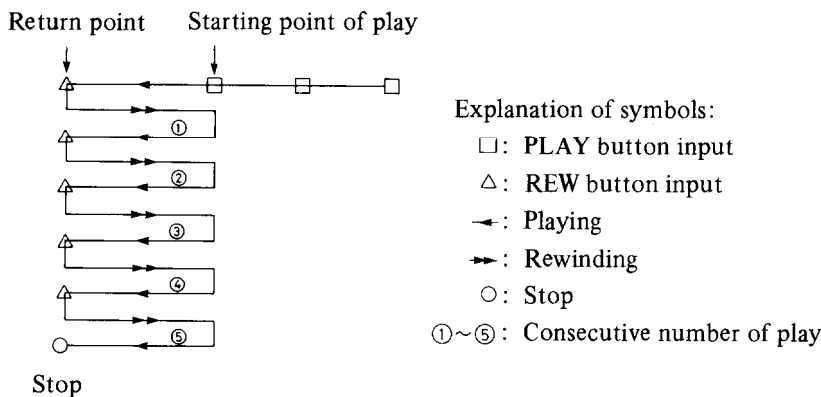 Return point Starting point of play
①
②
③
④
⑤
Stop
Explanation of symbols:
□: PLAY button input
△: REW button input
: Playing
: Rewinding
○: Stop
①~⑤: Consecutive number of play